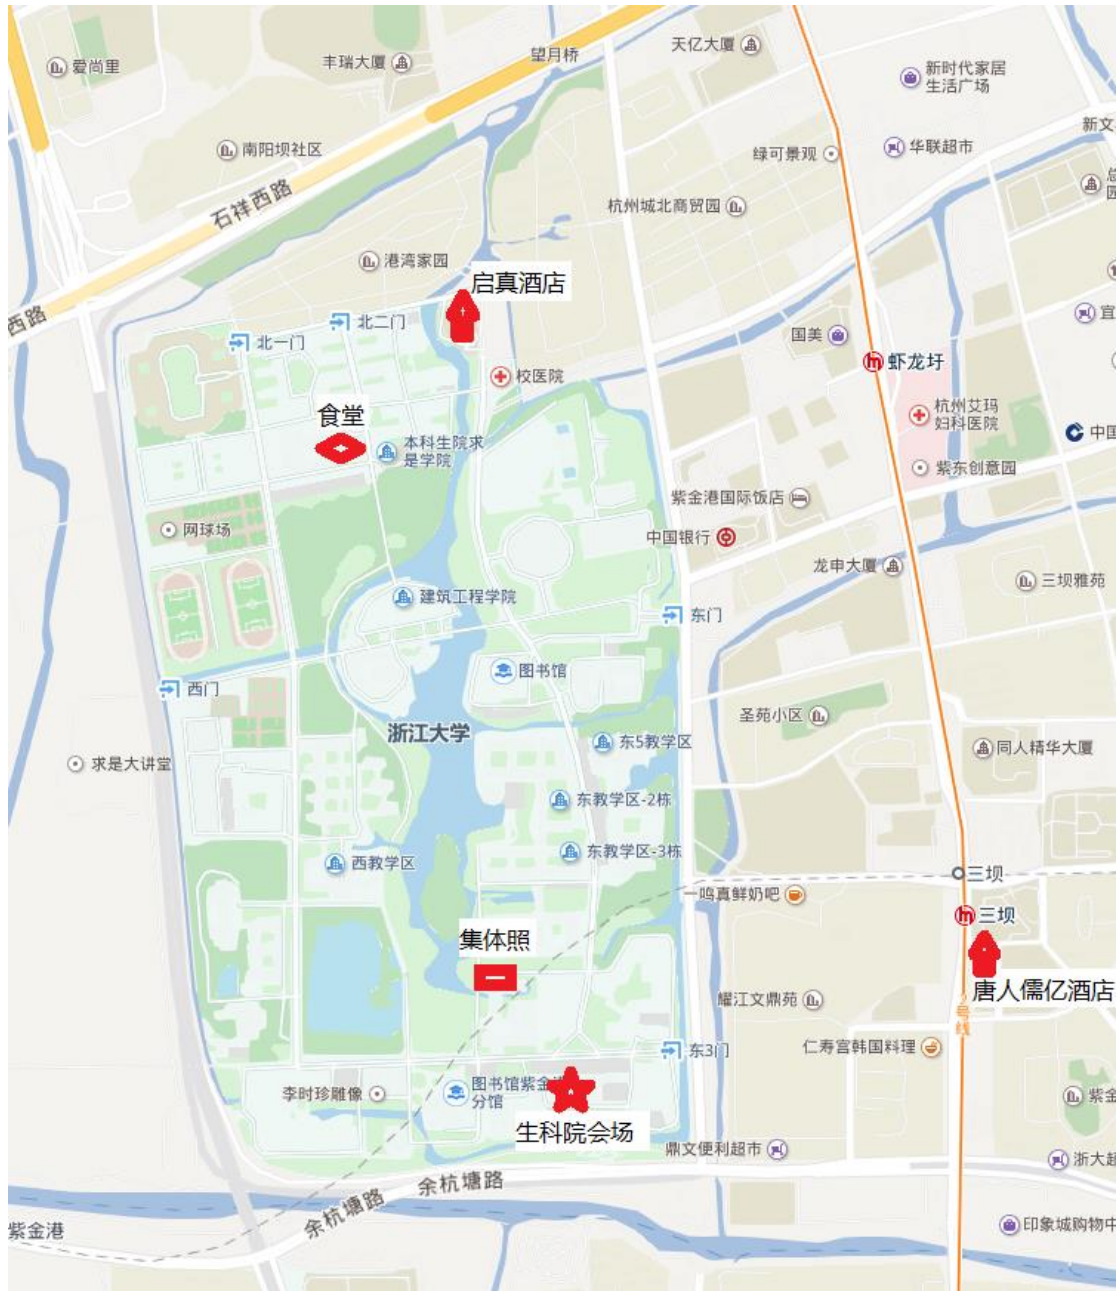 爱尚里
丰瑞大厦
望月桥
天亿大厦
新时代家居
生活广场
新文
南阳坝社区
绿可景观
华联超市
石祥西路
杭州城北商贸园
港湾家园
启真酒店
西路
北二门
北一门
国美
宜
虾龙圩
校医院
杭州艾玛
妇科医院
食堂
本科生院求
是学院
中国
紫东创意园
紫金港国际饭店
网球场
中国银行
龙申大厦
三坝雅苑
建筑工程学院
东门
图书馆
西门
圣苑小区
浙江大学
东5教学区
同人精华大厦
求是大讲堂
东教学区-2栋
东教学区-3栋
西教学区
三坝
一鸣真鲜奶吧
三坝
集体照
唐人儒亿酒店
耀江文鼎苑
号线
仁寿宫韩国料理
东3门
李时珍雕像
图书馆紫金
分馆
紫金
生科院会场
鼎文便利超市
浙大超
余杭塘路
余杭塘路
紫金港
印象城购物中